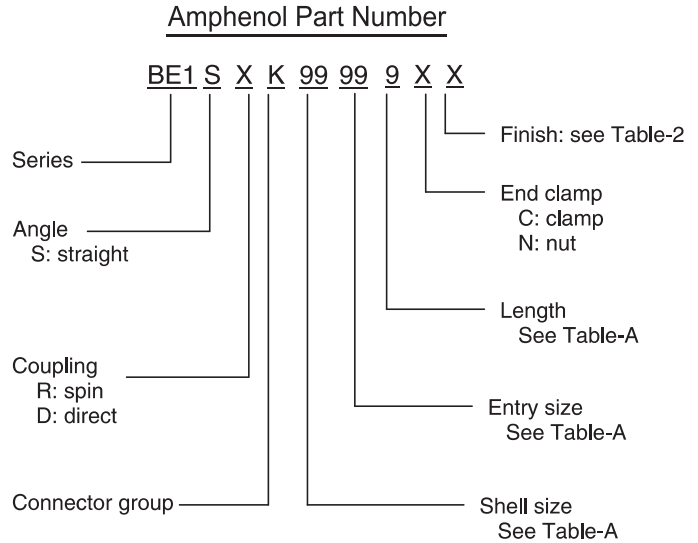 Amphenol Part Number
BE1 S X K 99 99 9 X X
Series
Angle
S: straight
Coupling
R: spin
D: direct
Connector group
Finish: see Table-2
End clamp
C: clamp
N: nut
Length
See Table-A
Entry size
See Table-A
Shell size
See Table-A